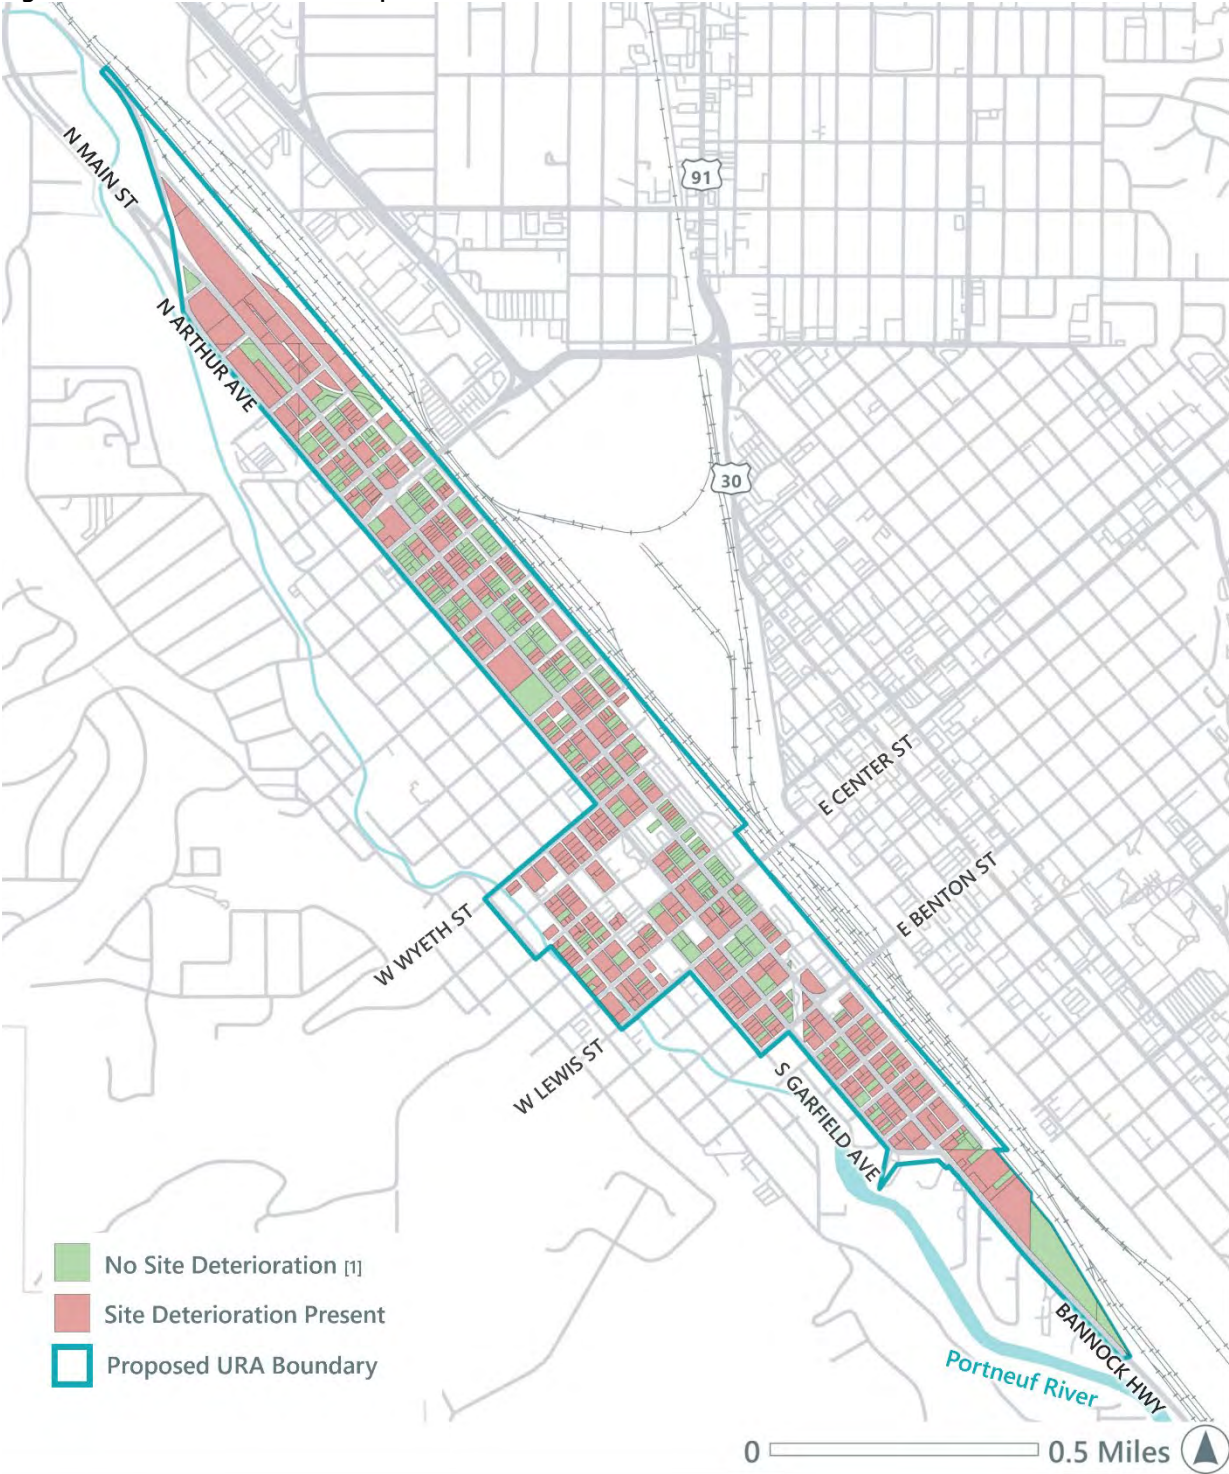 N MAIN ST
91
N ARTHUR AVE
30
E CENTER ST
E BENTON ST
W WYETH ST
W LEWIS ST
S GARFIELD AVE
No Site Deterioration [1]
Site Deterioration Present
Proposed URA Boundary
BANNOCK HWY
Portneuf River
0 0.5 Miles